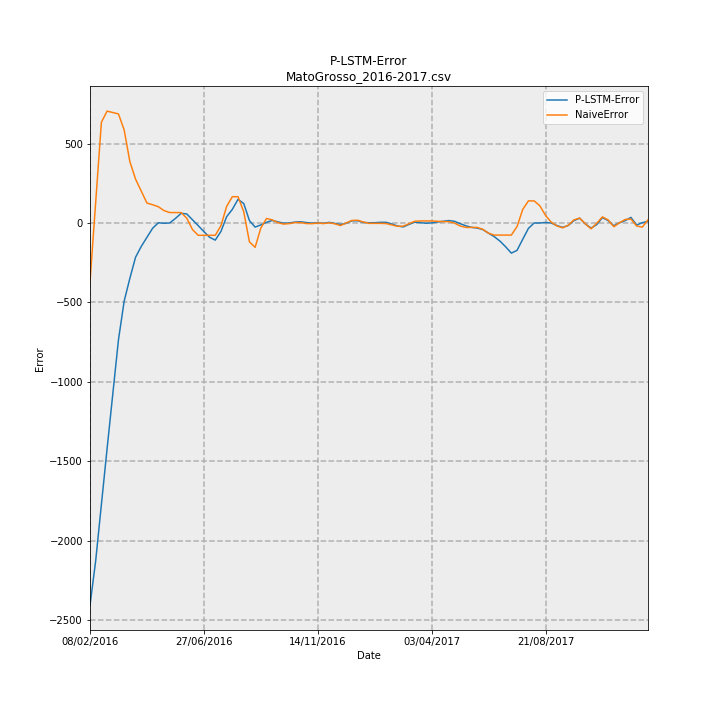 P-LSTM-Error
MatoGrosso_2016-2017.csv
P-LSTM-Error
NaiveError
500
0
−500
−1000
−1500
−2000
−2500
Error
08/02/2016
27/06/2016
14/11/2016
03/04/2017
21/08/2017
Date